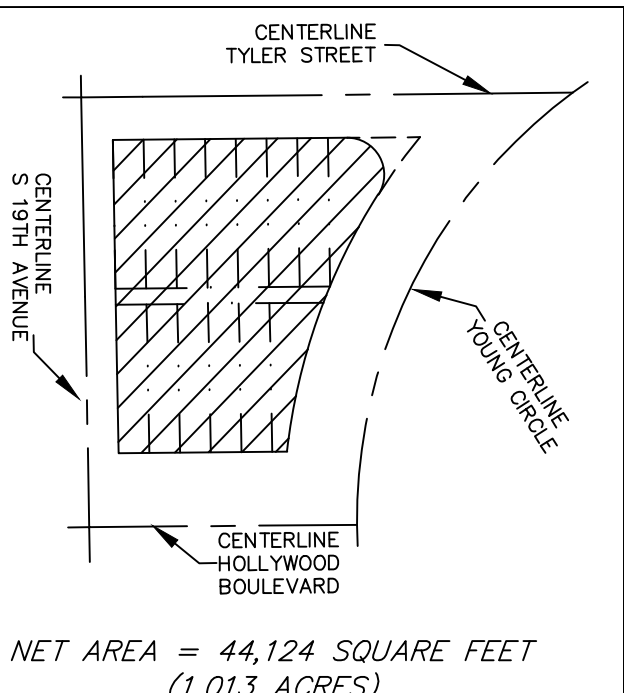 CENTERLINE
TYLER STREET
CENTERLINE
S 19TH AVENUE
CENTERLINE
YOUNG CIRCLE
CENTERLINE
HOLLYWOOD
BOULEVARD
NET AREA = 44,124 SQUARE FEET
(1.013 ACRES)